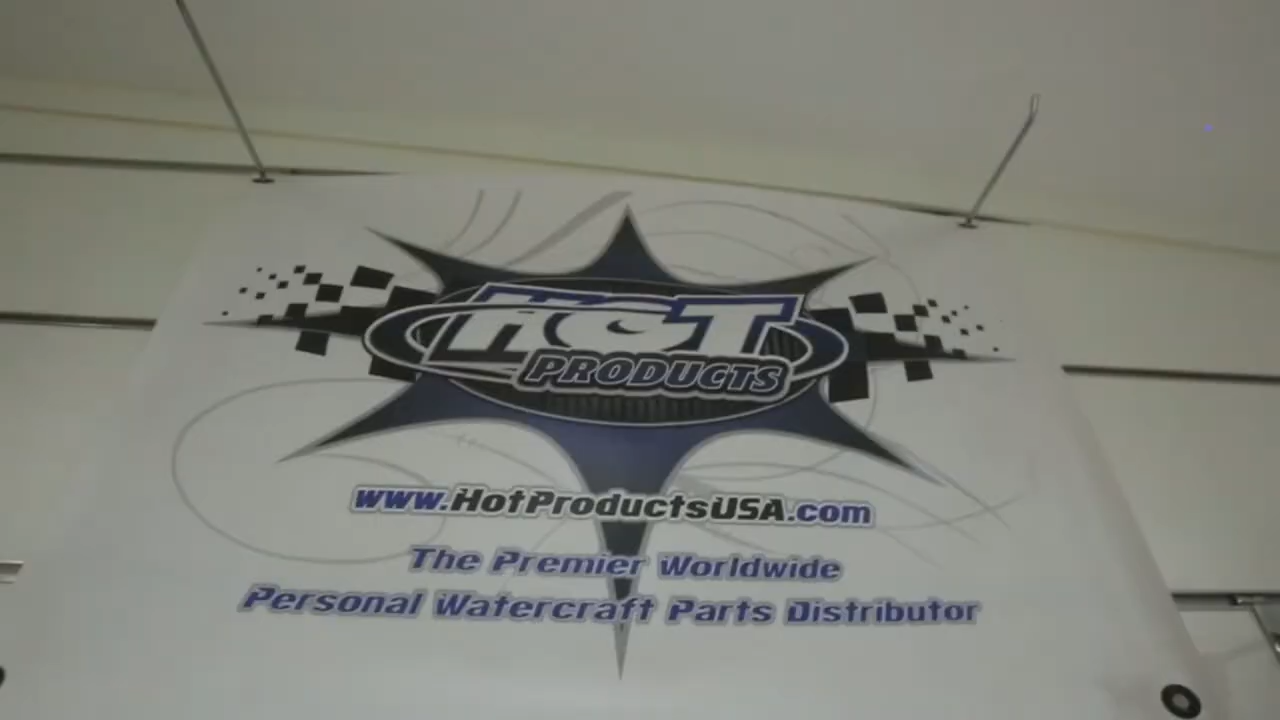 HOT
PRODUCTS
www.HotProductsUSA.com
The Premier Worldwide
Personal Watercraft Parts Distributor